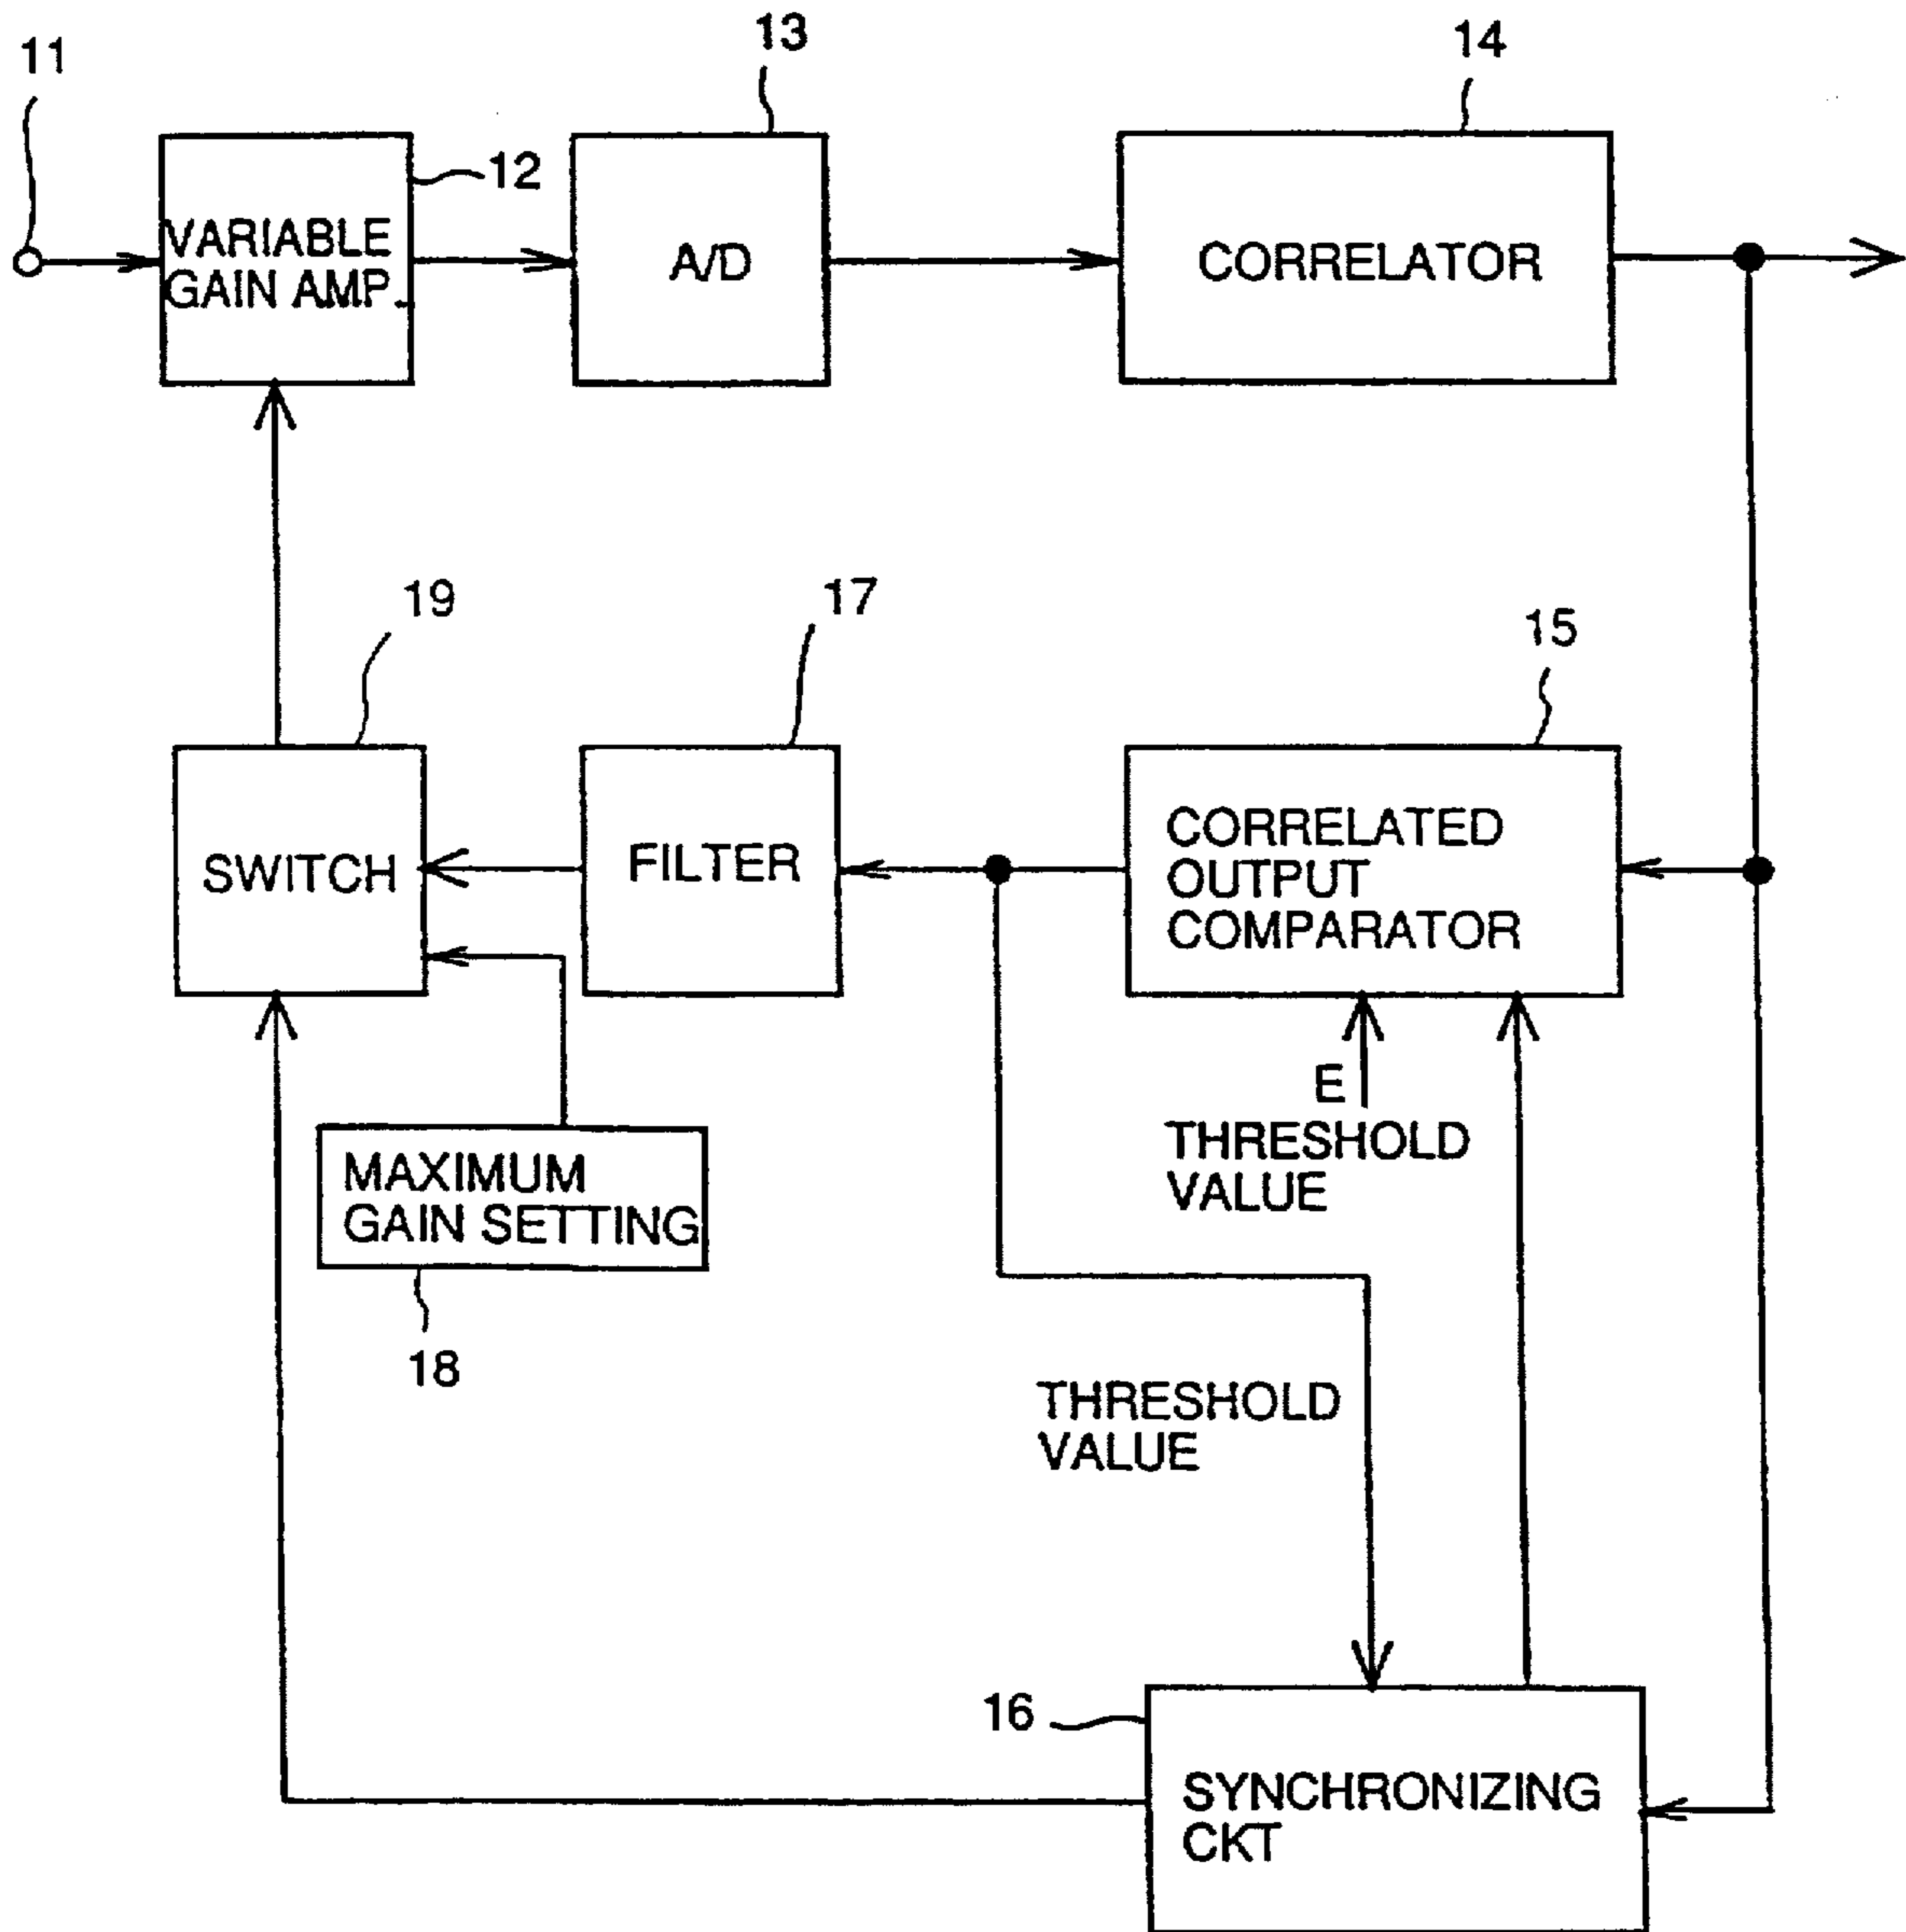 11
13
14
12
VARIABLE
GAIN AMP.
A/D
CORRELATOR
19
17
15
SWITCH
FILTER
CORRELATED
OUTPUT
COMPARATOR
E
THRESHOLD
VALUE
MAXIMUM
GAIN SETTING
18
THRESHOLD
VALUE
16
SYNCHRONIZING
CKT